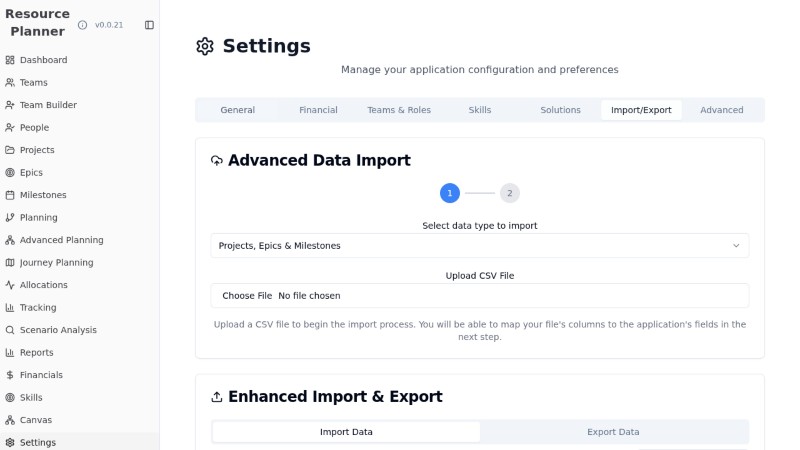 Resource
Planner
v0.0.21
Dashboard
Teams
Team Builder
People
Projects
Epics
Milestones
Planning
Advanced Planning
Journey Planning
Allocations
Tracking
Scenario Analysis
Reports
Financials
Skills
Canvas
Settings
Settings
Manage your application configuration and preferences
General Financial Teams & Roles Skills Solutions Import/Export Advanced
Advanced Data Import
1 2
Select data type to import
Projects, Epics & Milestones
Upload CSV File
Choose File No file chosen
Upload a CSV file to begin the import process. You will be able to map your file's columns to the application's fields in the
next step.
Enhanced Import & Export
Import Data Export Data